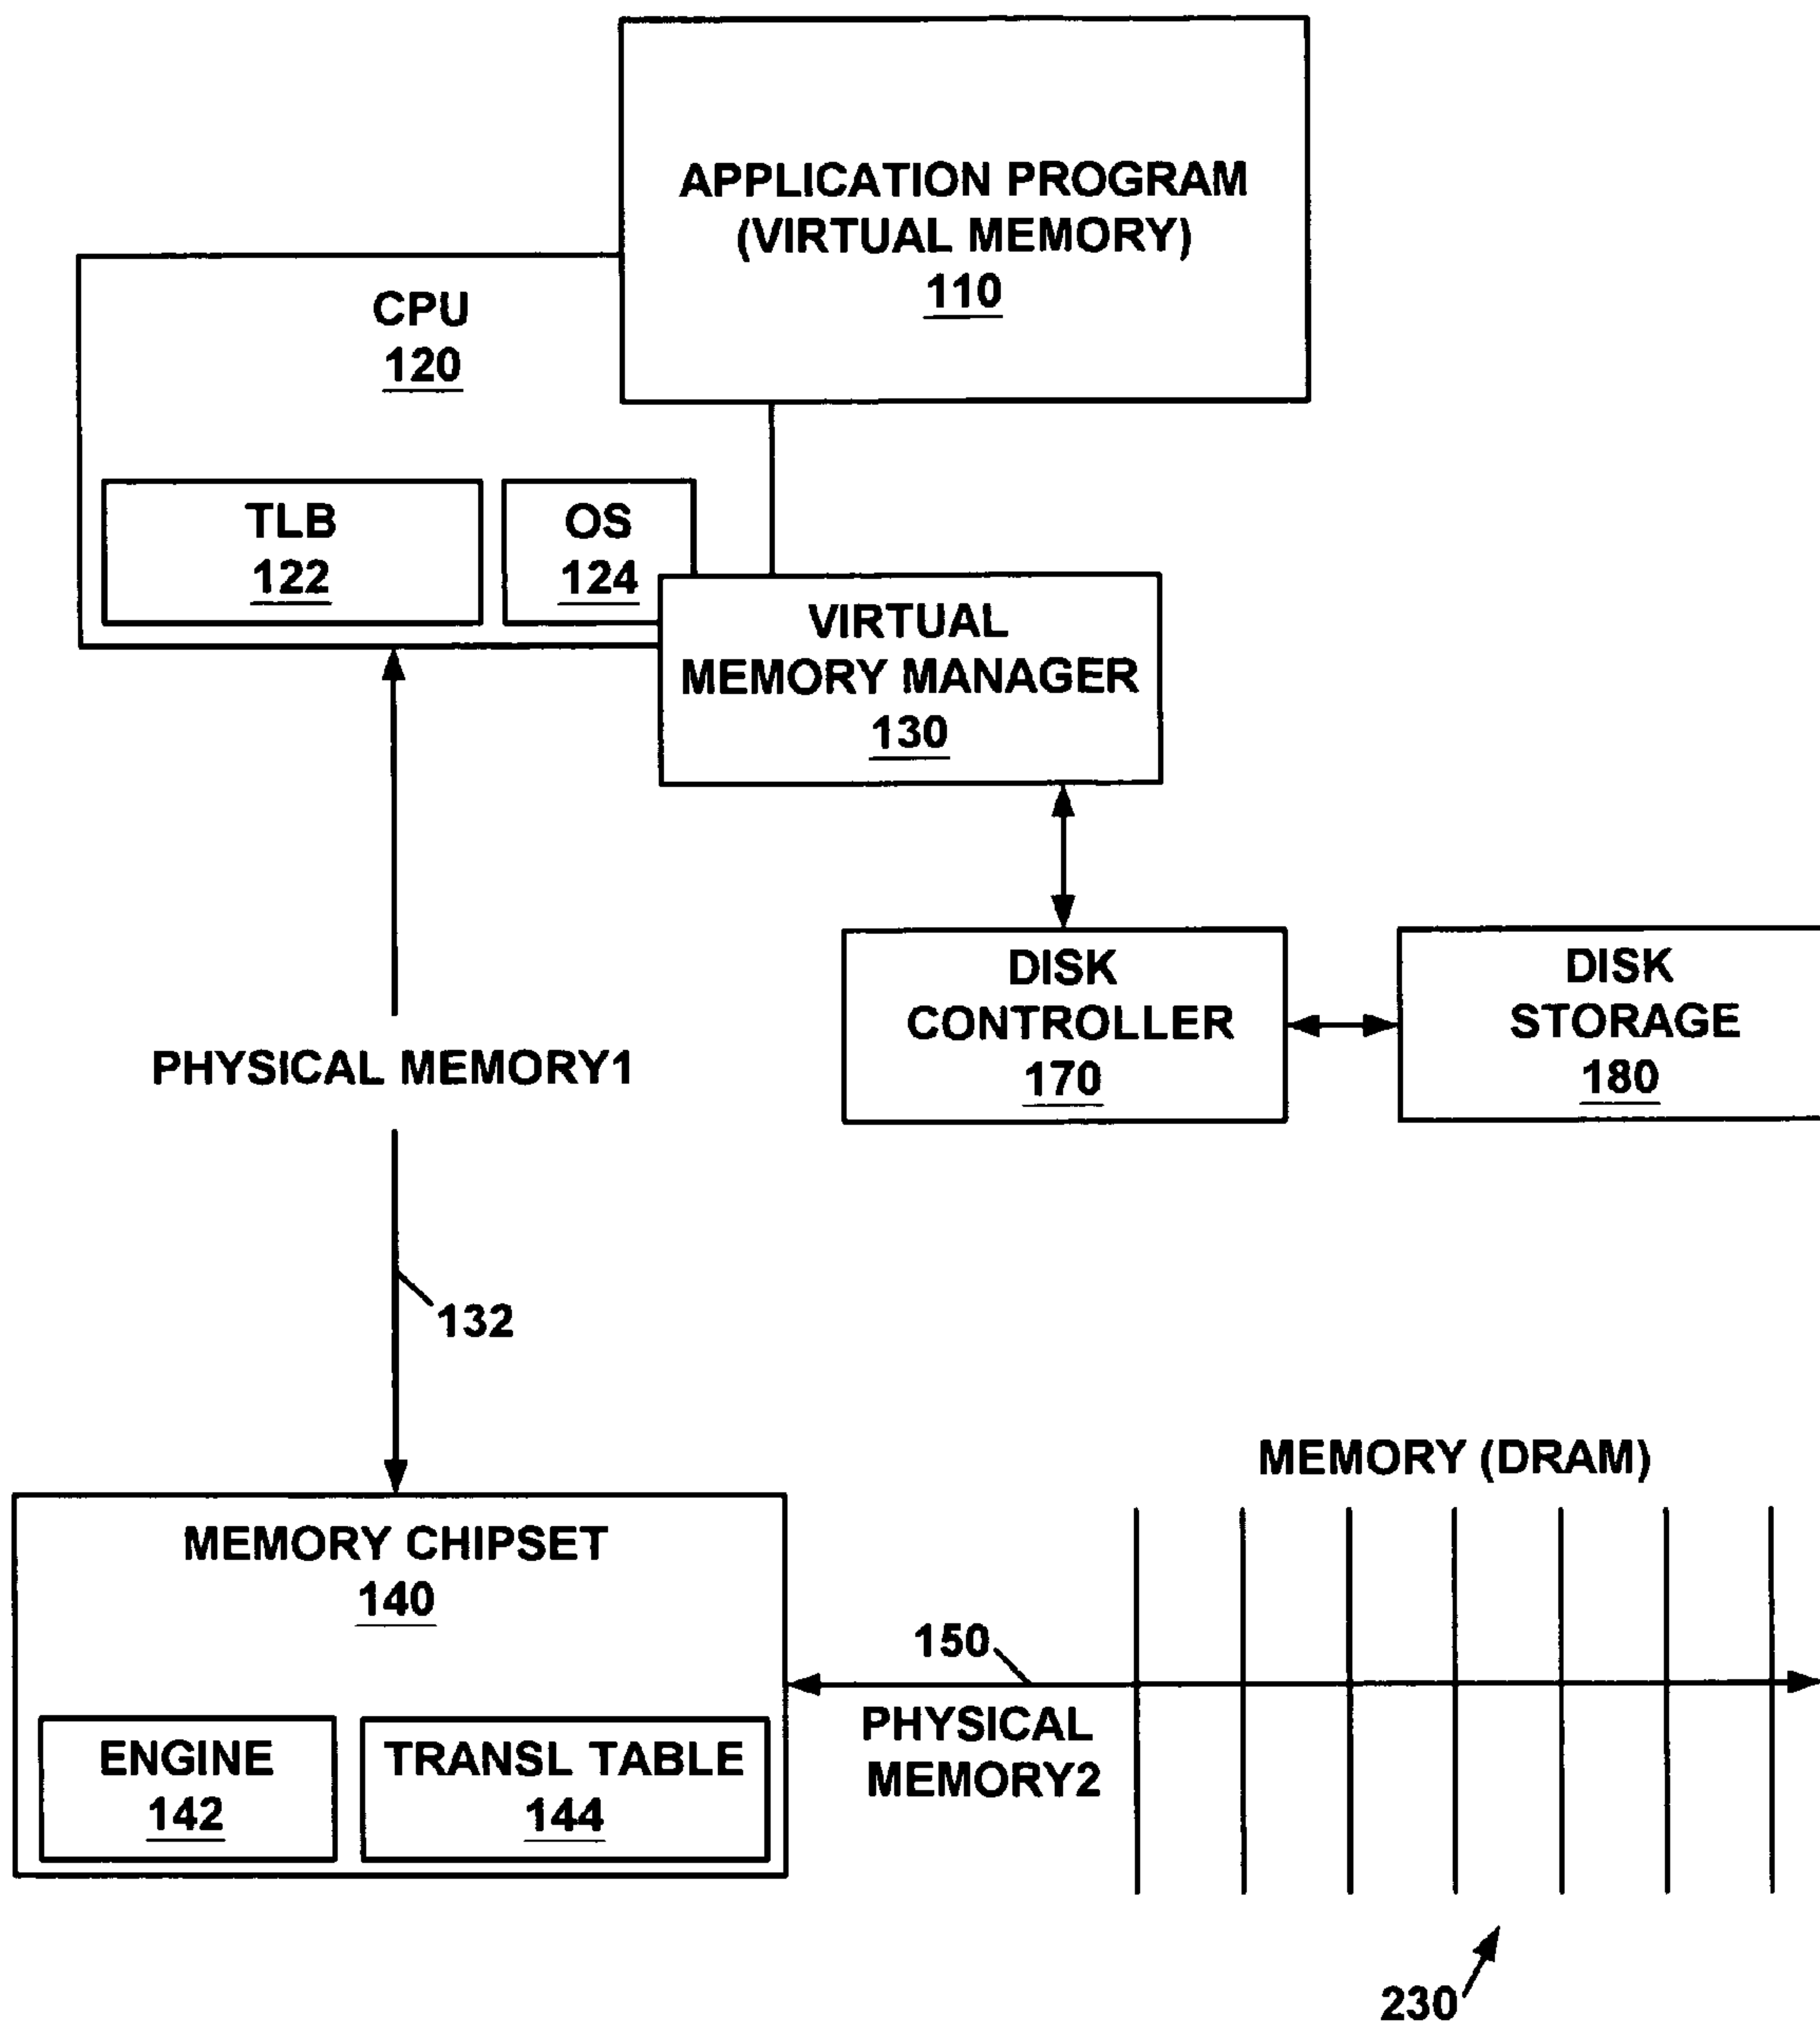 APPLICATION PROGRAM
(VIRTUAL MEMORY)
110
CPU
120
TLB
122
OS
124
VIRTUAL
MEMORY MANAGER
130
DISK
CONTROLLER
170
DISK
STORAGE
180
PHYSICAL MEMORY1
132
MEMORY (DRAM)
MEMORY CHIPSET
140
150
PHYSICAL
MEMORY2
ENGINE
142
TRANSL TABLE
144
230